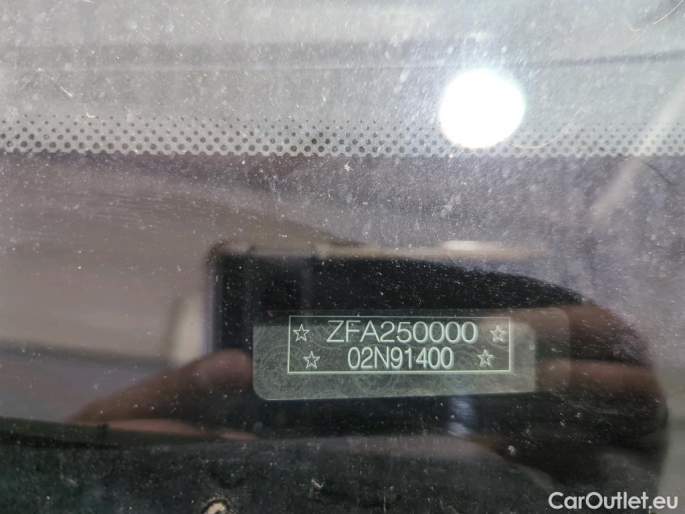 ☆ ZFA250000 ☆
☆ 02N91400 ☆
CarOutlet.eu